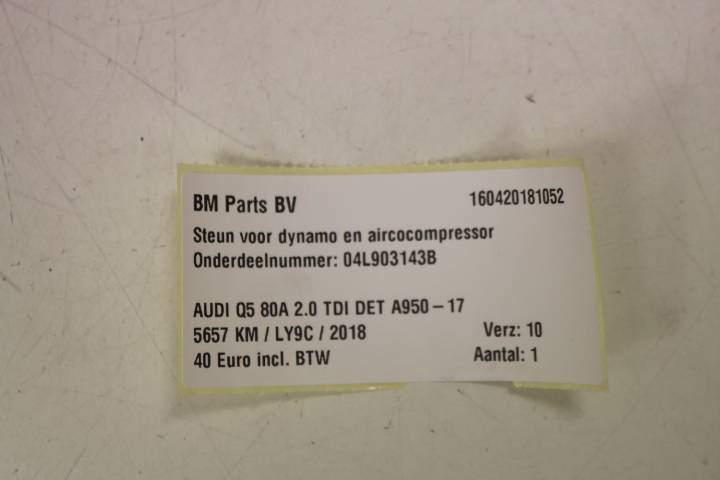 BM Parts BV 160420181052
Steun voor dynamo en aircocompressor
Onderdeelnummer: 04L903143B
AUDI Q5 80A 2.0 TDI DET A950 – 17
5657 KM / LY9C / 2018 Verz: 10
40 Euro incl. BTW Aantal: 1